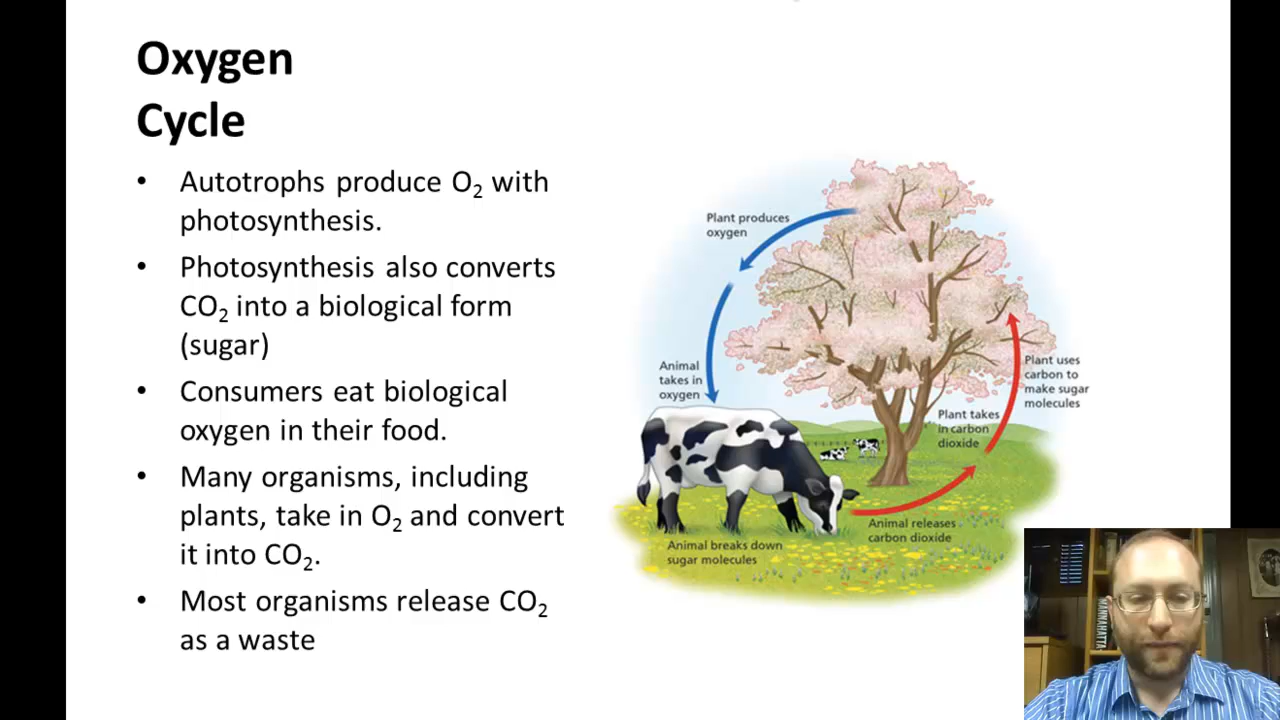 Oxygen
Cycle
• Autotrophs produce O₂ with
photosynthesis.
• Photosynthesis also converts
CO₂ into a biological form
(sugar)
• Consumers eat biological
oxygen in their food.
• Many organisms, including
plants, take in O₂ and convert
it into CO₂.
• Most organisms release CO₂
as a waste
Plant produces
oxygen
Animal
takes in
oxygen
Plant uses
carbon to
make sugar
molecules
Plant takes
in carbon
dioxide
Animal releases
carbon dioxide
Animal breaks down
sugar molecules
MANNAHATTA